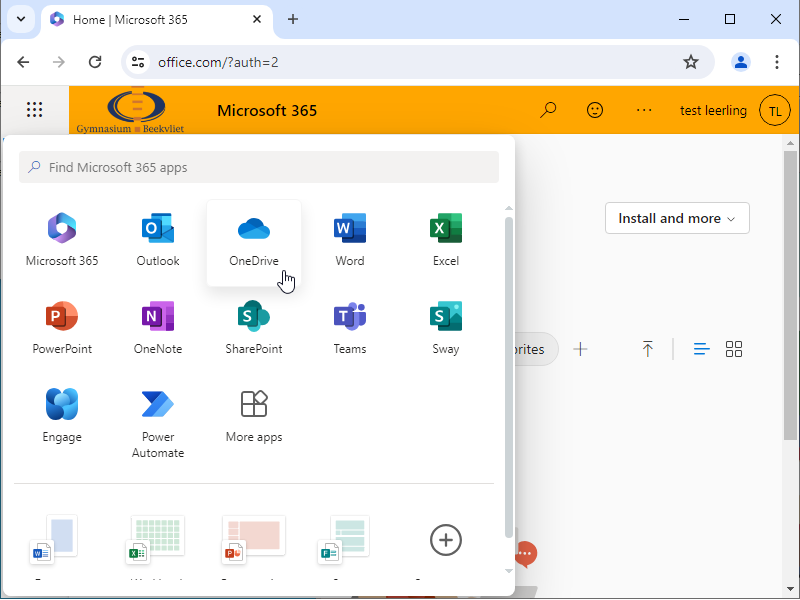 Home | Microsoft 365
office.com/?auth=2
Gymnasium Beekvliet
Microsoft 365
test leerling
TL
Find Microsoft 365 apps
Install and more
Microsoft 365
Outlook
OneDrive
Word
Excel
PowerPoint
OneNote
SharePoint
Teams
Sway
orites
Engage
Power
Automate
More apps